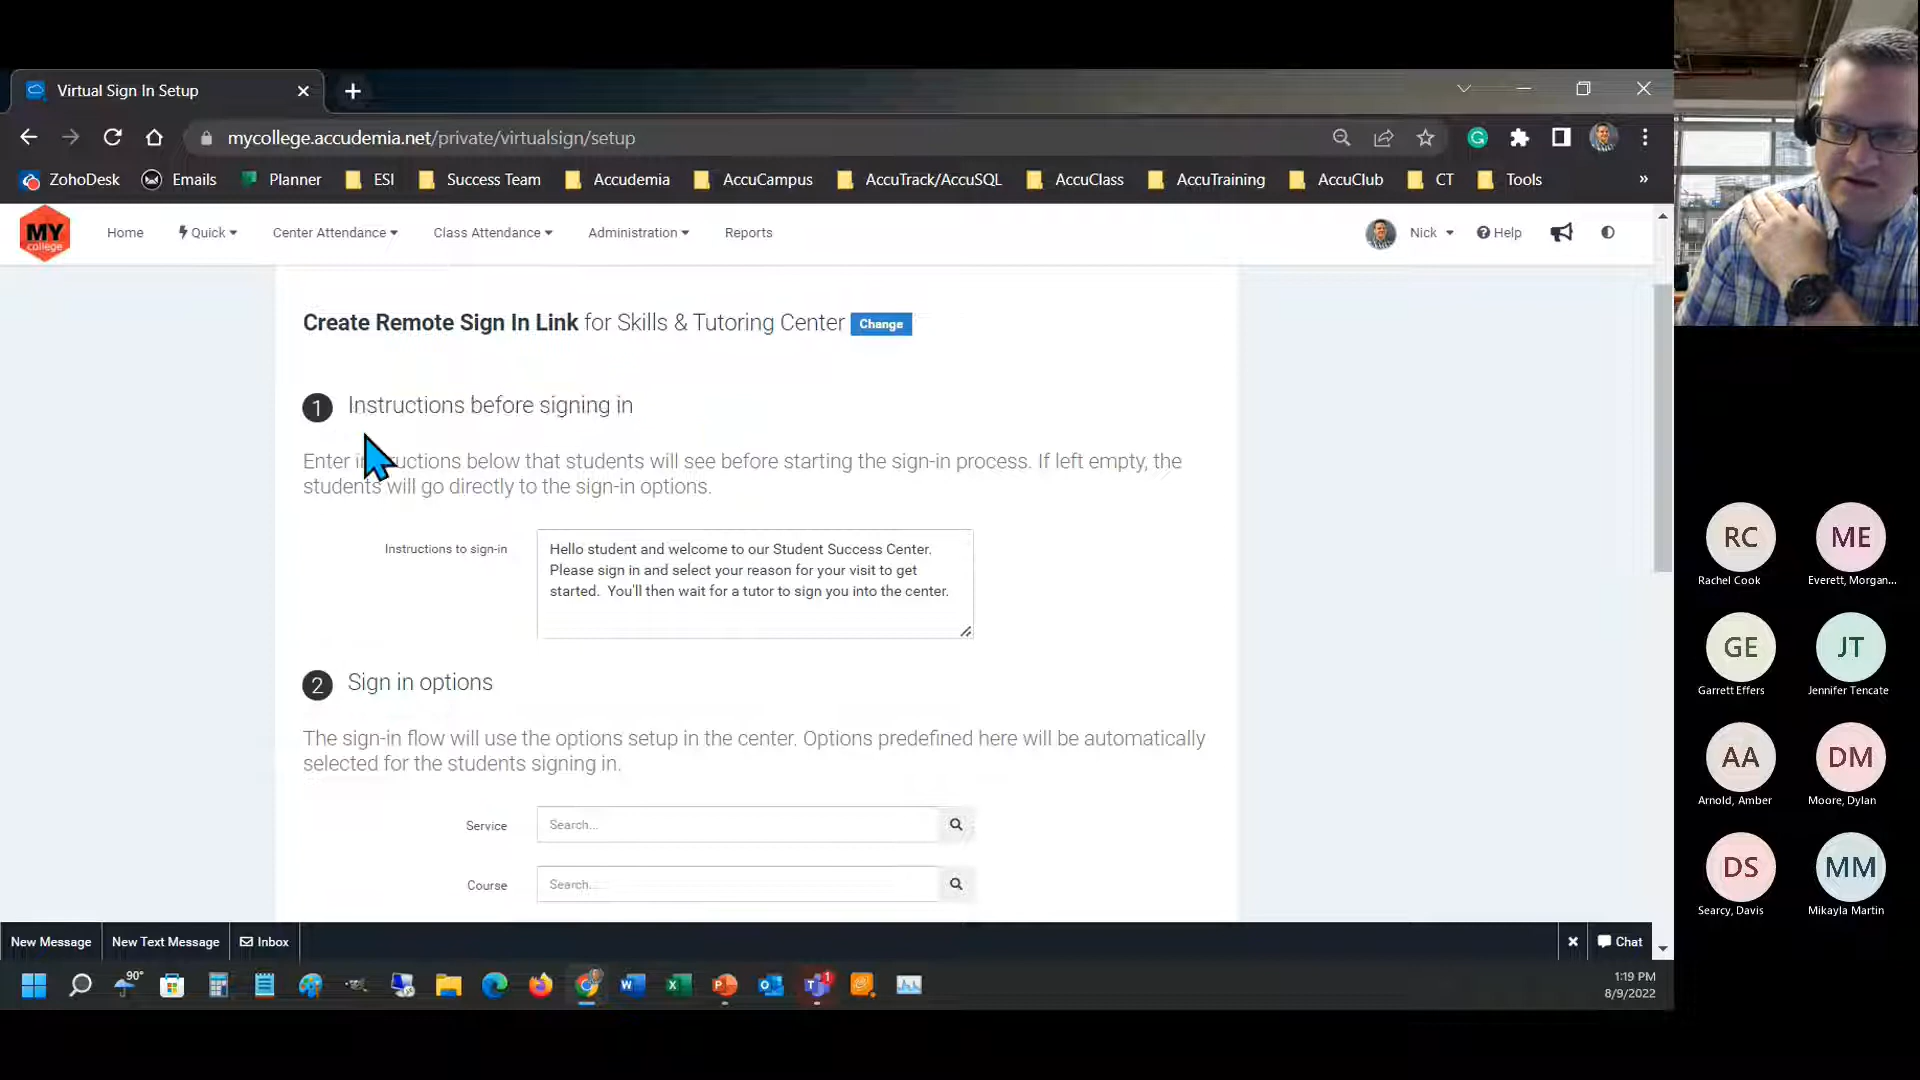 Virtual Sign In Setup
mycollege.accudemia.net/private/virtualsign/setup
ZohoDesk Emails Planner ESI Success Team Accudemia AccuCampus AccuTrack/AccuSQL AccuClass AccuTraining AccuClub CT Tools »
MY college Home Quick Center Attendance Class Attendance Administration Reports Nick Help
Create Remote Sign In Link for Skills & Tutoring Center Change
1 Instructions before signing in
Enter instructions below that students will see before starting the sign-in process. If left empty, the
students will go directly to the sign-in options.
Instructions to sign-in
Hello student and welcome to our Student Success Center.
Please sign in and select your reason for your visit to get
started. You'll then wait for a tutor to sign you into the center.
2 Sign in options
The sign-in flow will use the options setup in the center. Options predefined here will be automatically
selected for the students signing in.
Service Search...
Course Search...
New Message New Text Message Inbox Chat
90°
1
1:19 PM
8/9/2022
RC ME
Rachel Cook Everett, Morgan...
GE JT
Garrett Effers Jennifer Tencate
AA DM
Arnold, Amber Moore, Dylan
DS MM
Searcy, Davis Mikayla Martin